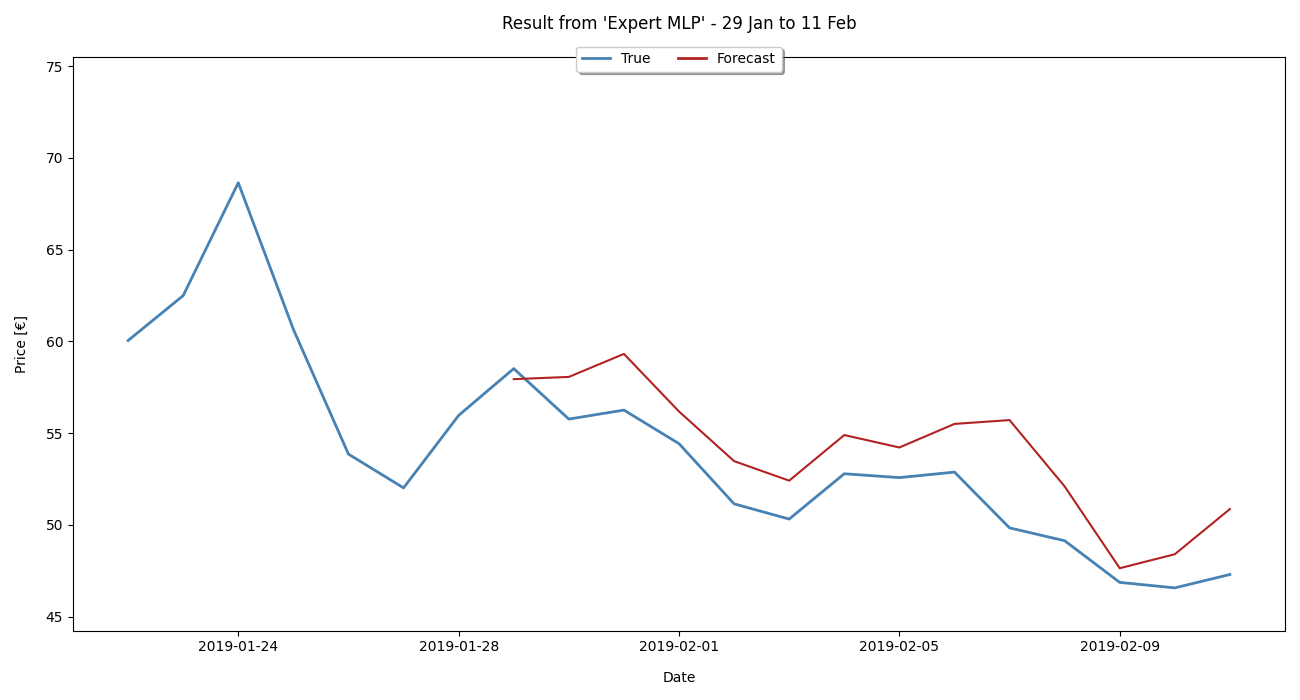 Result from 'Expert MLP' - 29 Jan to 11 Feb
True Forecast
75
70
65
60
55
50
45
Price [€]
2019-01-24 2019-01-28 2019-02-01 2019-02-05 2019-02-09
Date